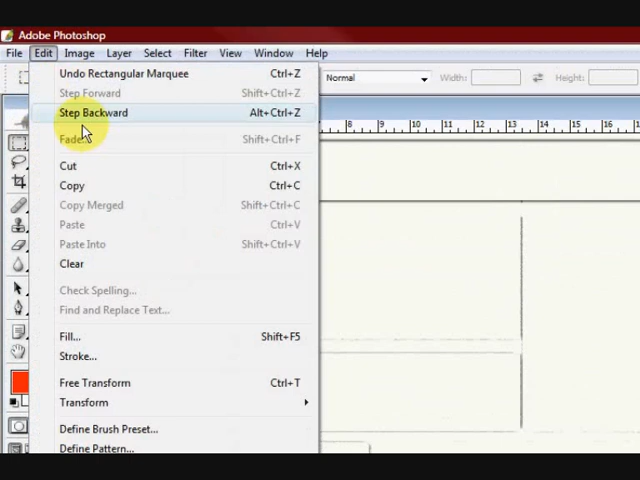 Adobe Photoshop
File Edit Image Layer Select Filter View Window Help
Undo Rectangular Marquee Ctrl+Z
Step Forward Shift+Ctrl+Z
Normal Width: Height:
Step Backward Alt+Ctrl+Z
8 9 10 11 12 13 14 15 16 17
Fade... Shift+Ctrl+F
Cut Ctrl+X
Copy Ctrl+C
Copy Merged Shift+Ctrl+C
Paste Ctrl+V
Paste Into Shift+Ctrl+V
Clear
Check Spelling...
Find and Replace Text...
Fill... Shift+F5
Stroke...
Free Transform Ctrl+T
Transform
Define Brush Preset...
Define Pattern...